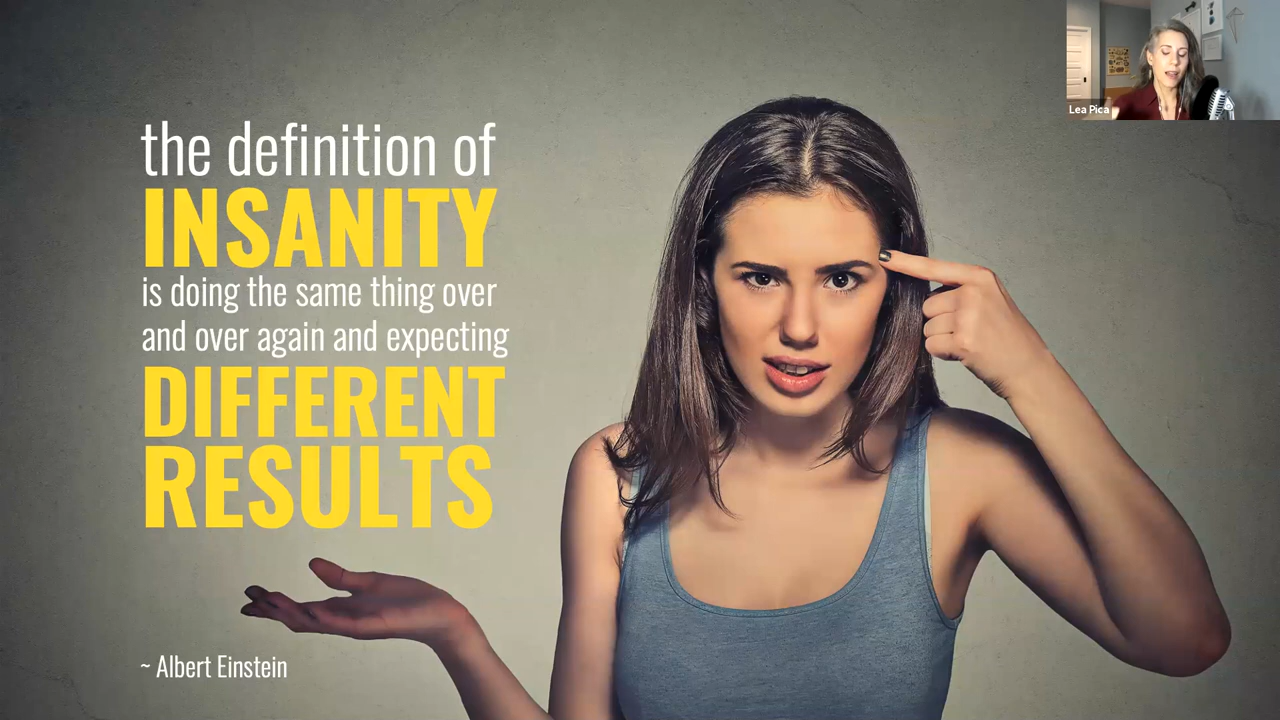 the definition of
INSANITY
is doing the same thing over
and over again and expecting
DIFFERENT
RESULTS
~ Albert Einstein
Lea Pica